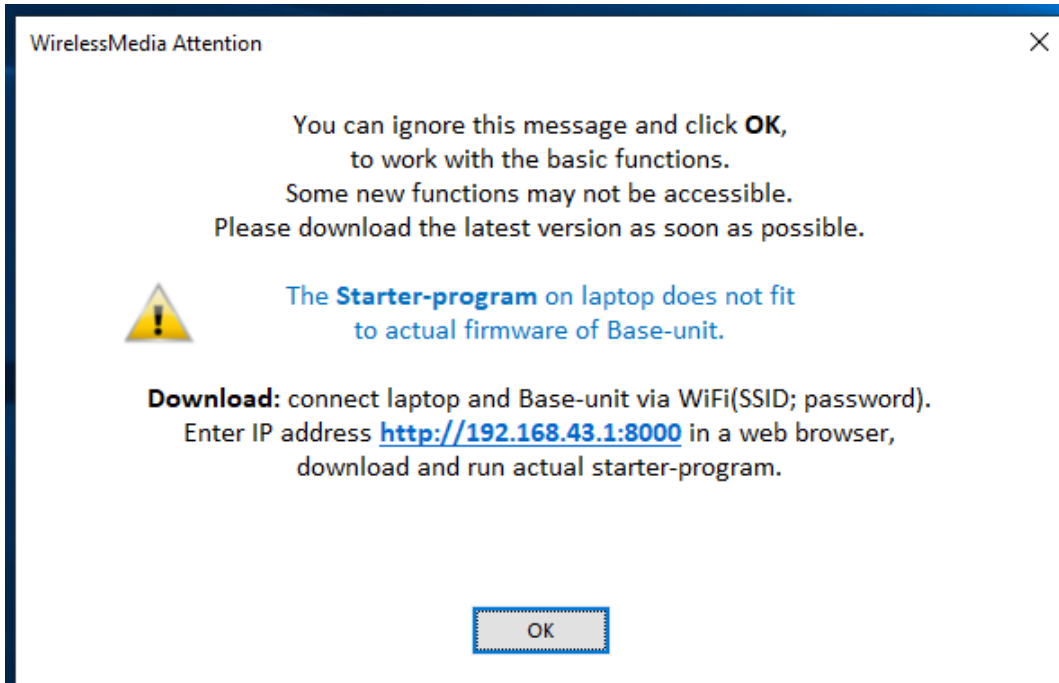 WirelessMedia Attention
You can ignore this message and click OK,
to work with the basic functions.
Some new functions may not be accessible.
Please download the latest version as soon as possible.
The Starter-program on laptop does not fit
to actual firmware of Base-unit.
Download: connect laptop and Base-unit via WiFi(SSID; password).
Enter IP address http://192.168.43.1:8000 in a web browser,
download and run actual starter-program.
OK